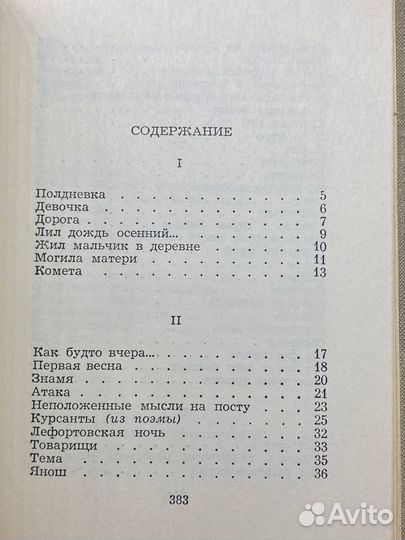 СОДЕРЖАНИЕ
I
Полдневка . . . . . . . . . . . . 5
Девочка . . . . . . . . . . . . 6
Дорога . . . . . . . . . . . . 7
Лил дождь осенний... . . . . . . . . 9
Жил мальчик в деревне . . . . . . . 10
Могила матери . . . . . . . . . . 11
Комета . . . . . . . . . . . . 13
II
Как будто вчера... . . . . . . . . . 17
Первая весна . . . . . . . . . . 18
Знамя . . . . . . . . . . . . 20
Атака . . . . . . . . . . . . 21
Неположенные мысли на посту . . . . 23
Курсанты (из поэмы) . . . . . . . 25
Лефортовская ночь . . . . . . . . 32
Товарищи . . . . . . . . . . . 33
Тема . . . . . . . . . . . . 35
Янош . . . . . . . . . . . . 36
383
Avito